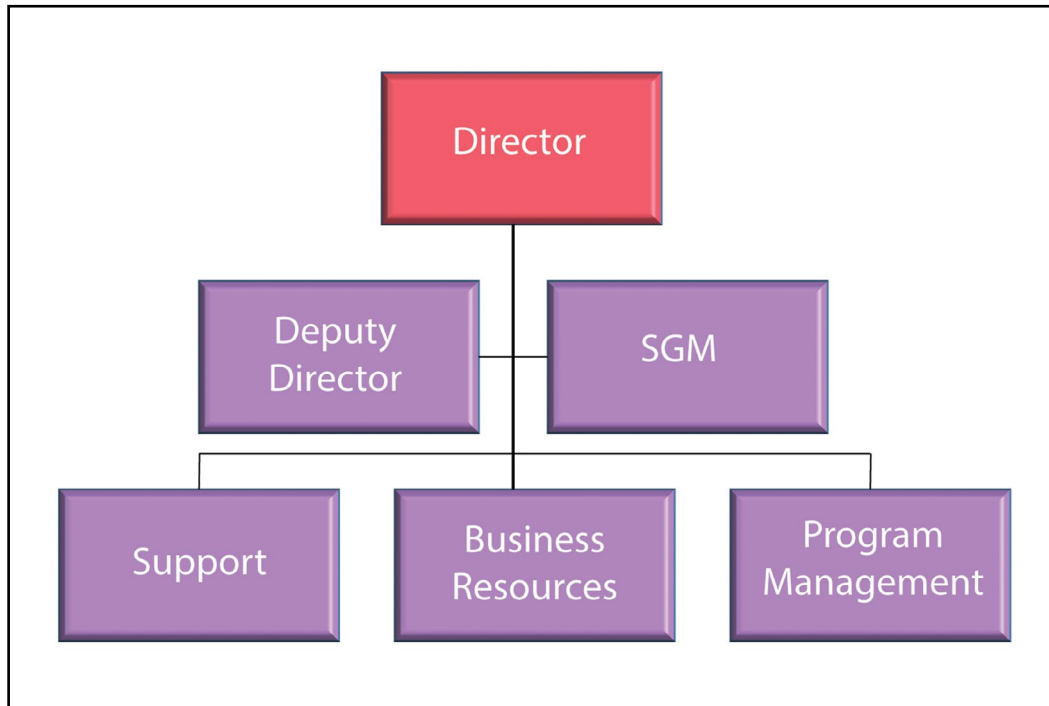 Director
Deputy
Director
SGM
Support
Business
Resources
Program
Management